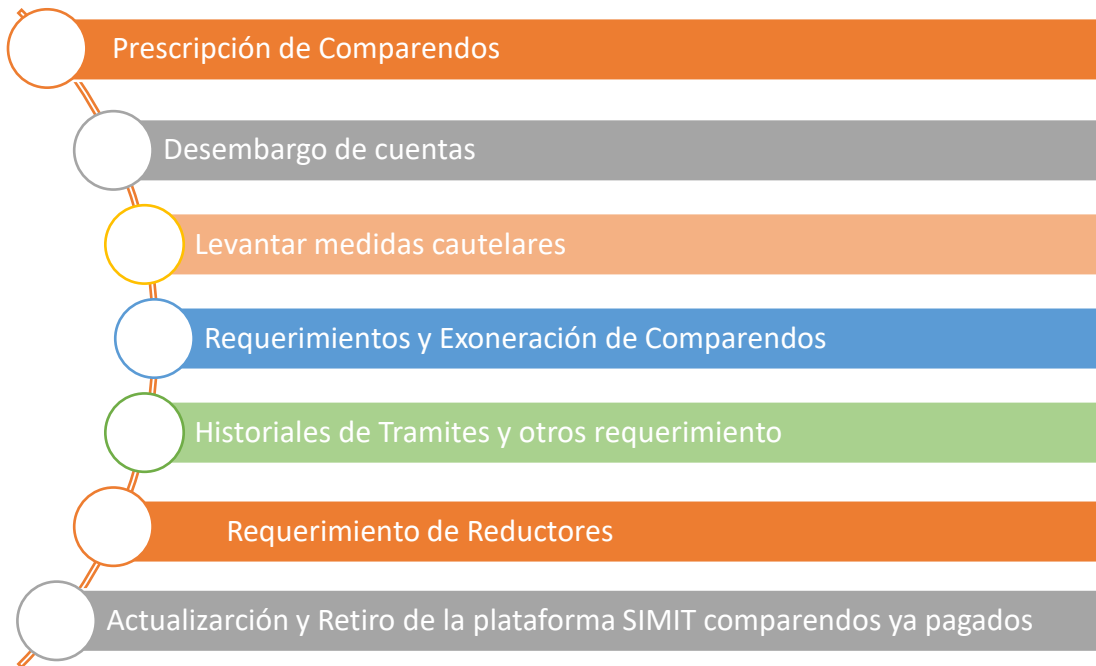 Prescripción de Comparendos
Desembargo de cuentas
Levantar medidas cautelares
Requerimientos y Exoneración de Comparendos
Historiales de Tramites y otros requerimiento
Requerimiento de Reductores
Actualizarción y Retiro de la plataforma SIMIT comparendos ya pagados